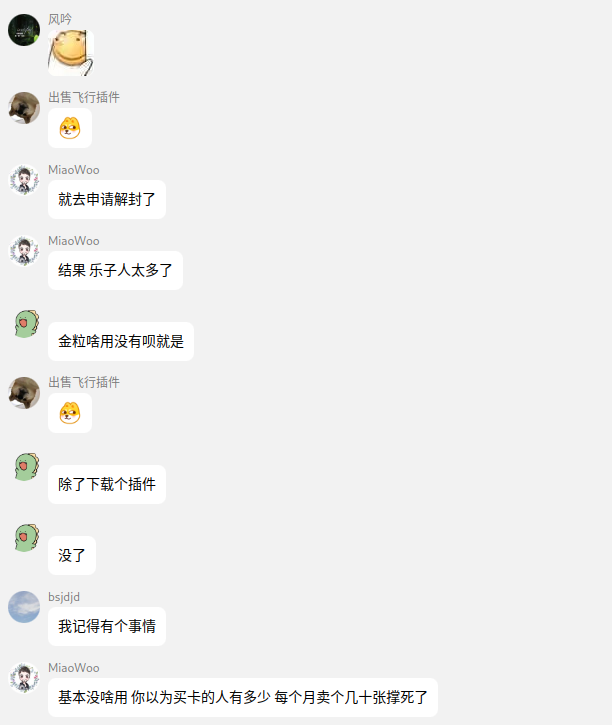 风吟
出售飞行插件
MiaoWoo
就去申请解封了
MiaoWoo
结果 乐子人太多了
金粒啥用没有呗就是
出售飞行插件
除了下载个插件
没了
bsjdjd
我记得有个事情
MiaoWoo
基本没啥用 你以为买卡的人有多少 每个月卖个几十张撑死了